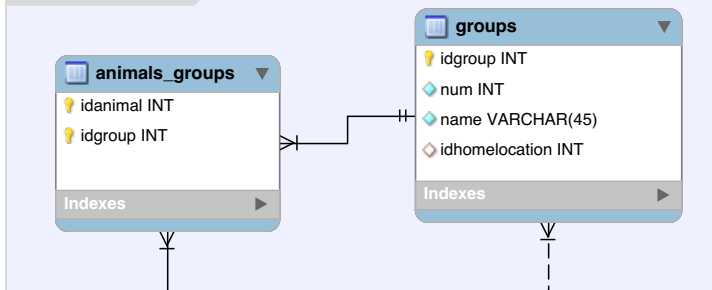 animals_groups
idanimal INT
idgroup INT
Indexes
groups
idgroup INT
num INT
name VARCHAR(45)
idhomelocation INT
Indexes